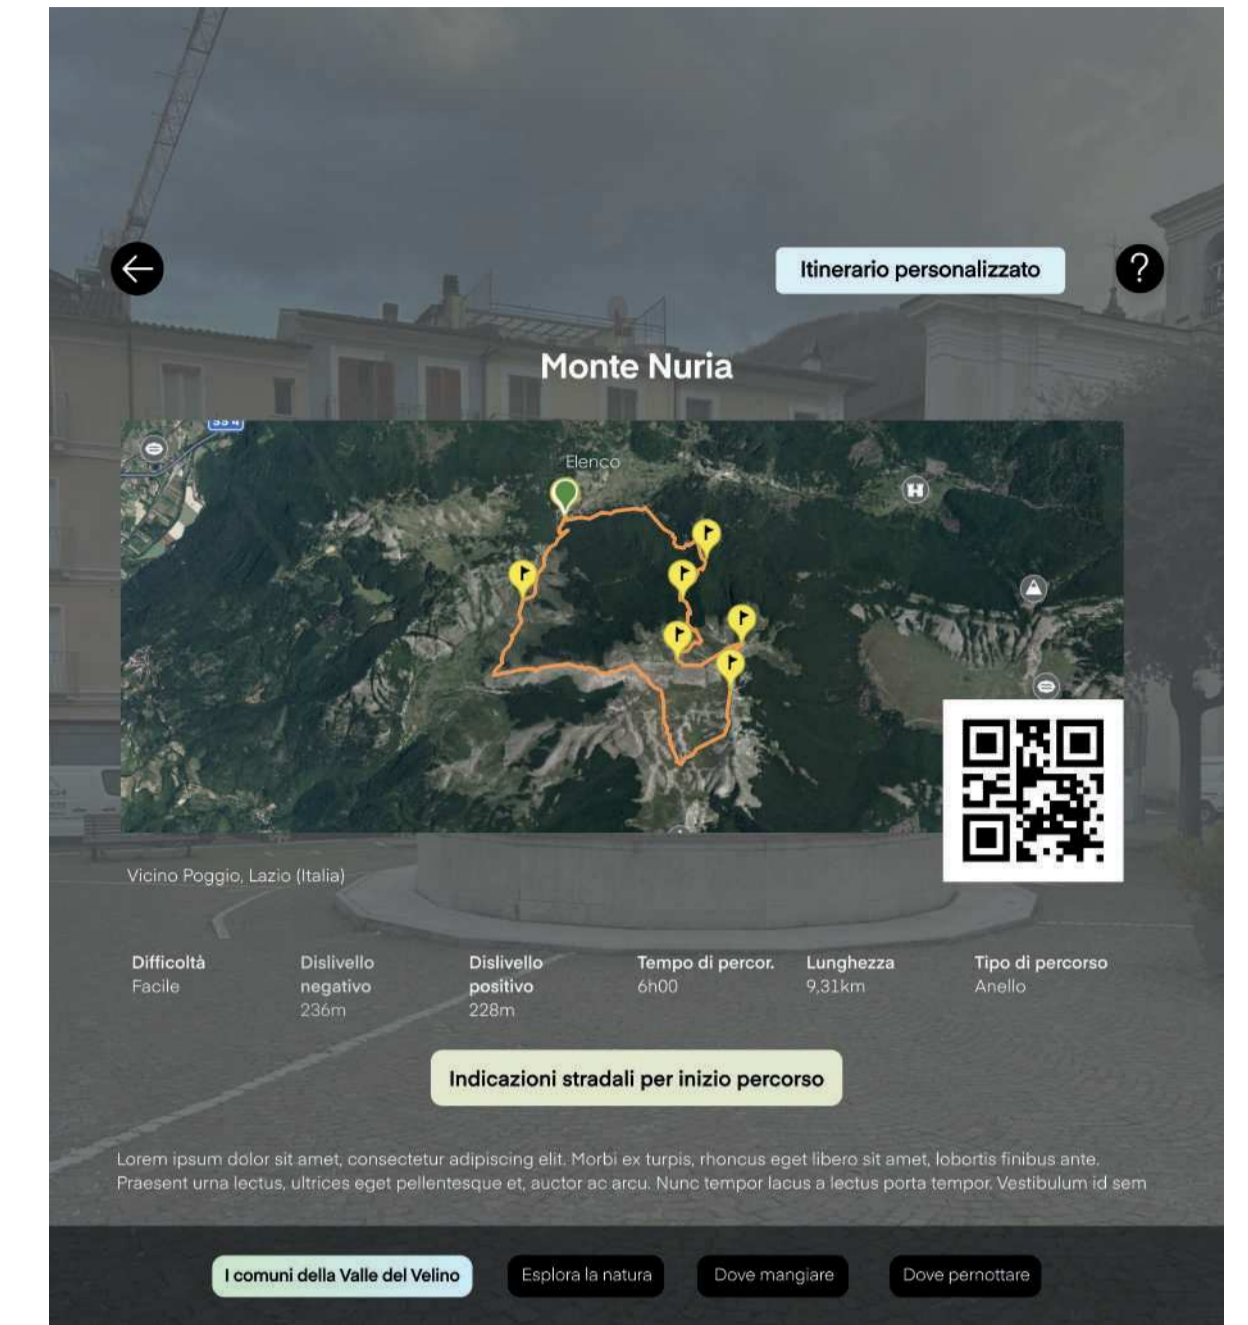 Itinerario personalizzato
?
Monte Nuria
SS 4
Elenco
H
Vicino Poggio, Lazio (Italia)
Difficoltà
Facile
Dislivello
negativo
236m
Dislivello
positivo
228m
Tempo di percor.
6h00
Lunghezza
9,31km
Tipo di percorso
Anello
Indicazioni stradali per inizio percorso
Lorem ipsum dolor sit amet, consectetur adipiscing elit. Morbi ex turpis, rhoncus eget libero sit amet, lobortis finibus ante.
Praesent urna lectus, ultrices eget pellentesque et, auctor ac arcu. Nunc tempor lacus a lectus porta tempor. Vestibulum id sem
I comuni della Valle del Velino
Esplora la natura
Dove mangiare
Dove pernottare